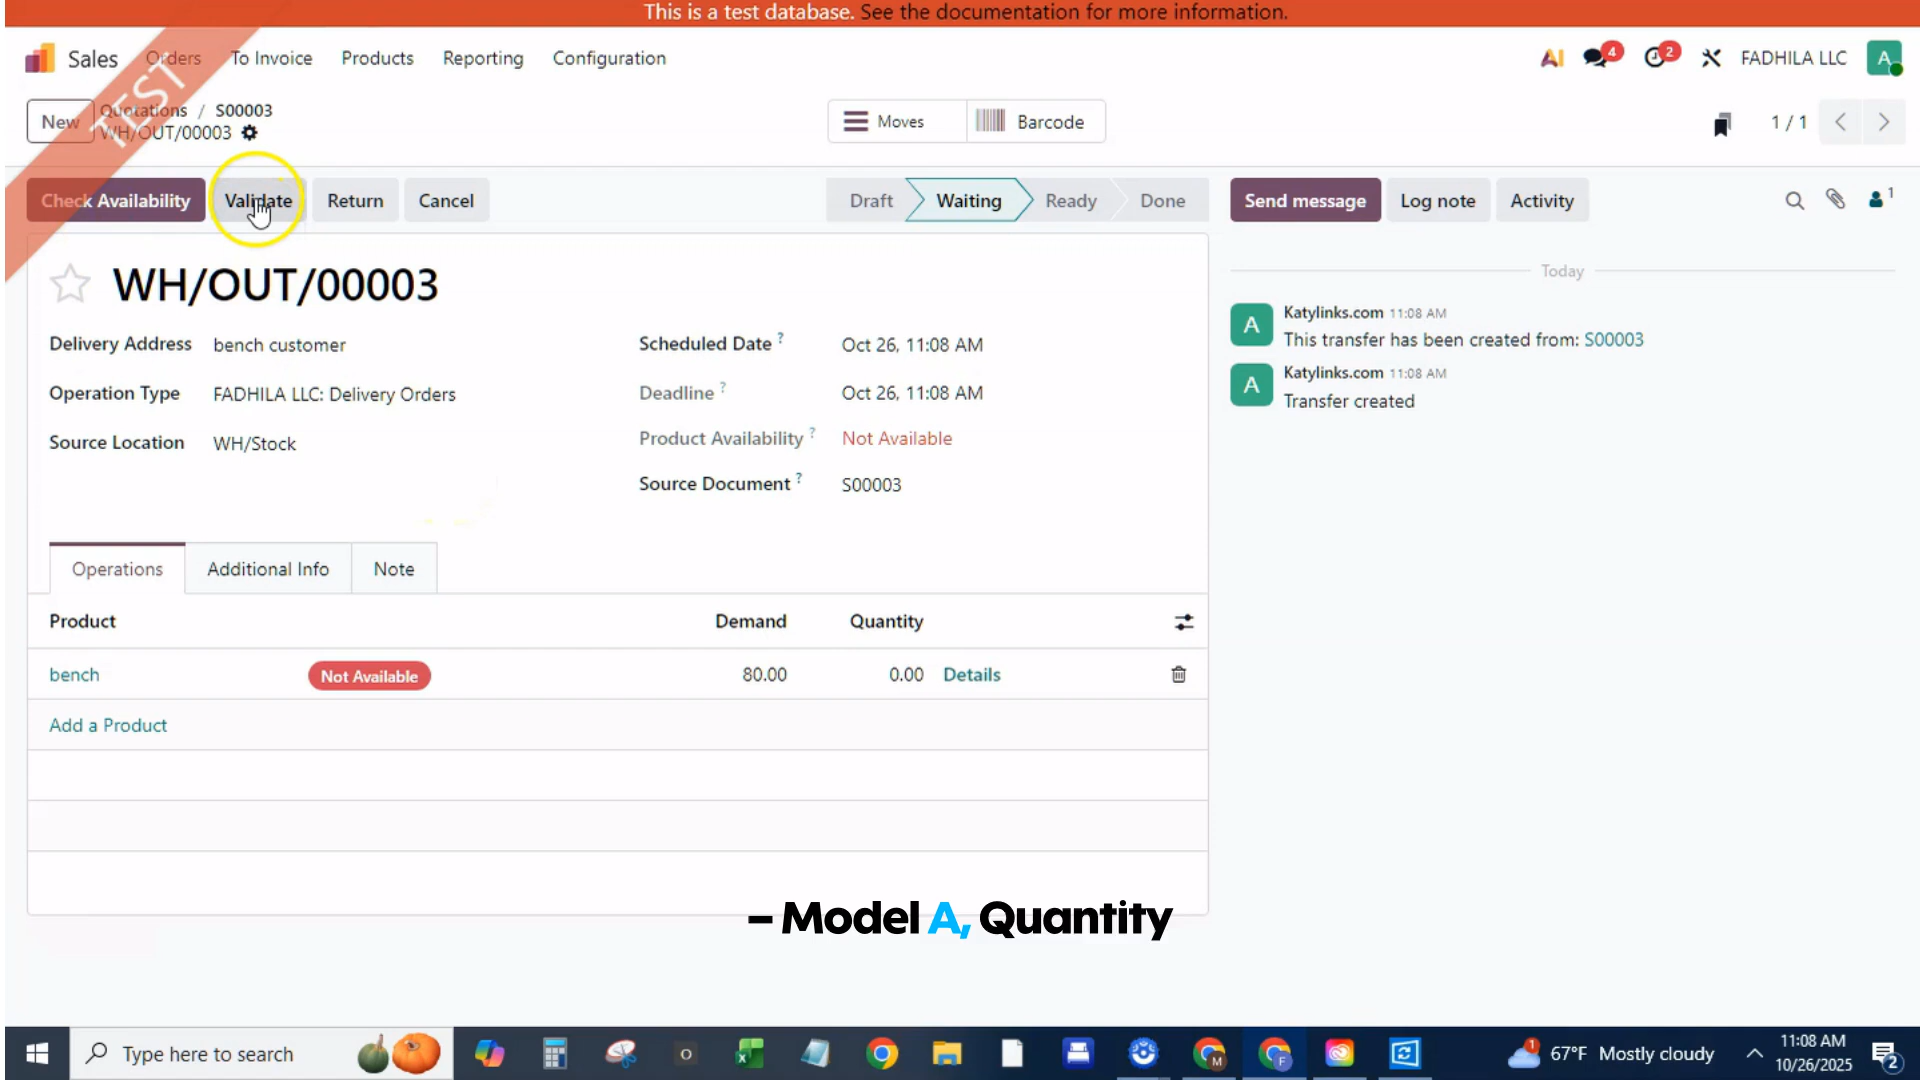 This is a test database. See the documentation for more information.
Sales Orders To Invoice Products Reporting Configuration
AI 4 2 FADHILA LLC A
TEST
New Quotations / S00003
WH/OUT/00003
Moves Barcode 1 / 1
Check Availability Validate Return Cancel Draft Waiting Ready Done Send message Log note Activity 1
WH/OUT/00003
Delivery Address bench customer
Operation Type FADHILA LLC: Delivery Orders
Source Location WH/Stock
Scheduled Date ? Oct 26, 11:08 AM
Deadline ? Oct 26, 11:08 AM
Product Availability ? Not Available
Source Document ? S00003
Today
A Katylinks.com 11:08 AM
This transfer has been created from: S00003
A Katylinks.com 11:08 AM
Transfer created
Operations Additional Info Note
Product Demand Quantity
bench Not Available 80.00 0.00 Details
Add a Product
– Model A, Quantity
Type here to search
67°F Mostly cloudy
11:08 AM
10/26/2025
2